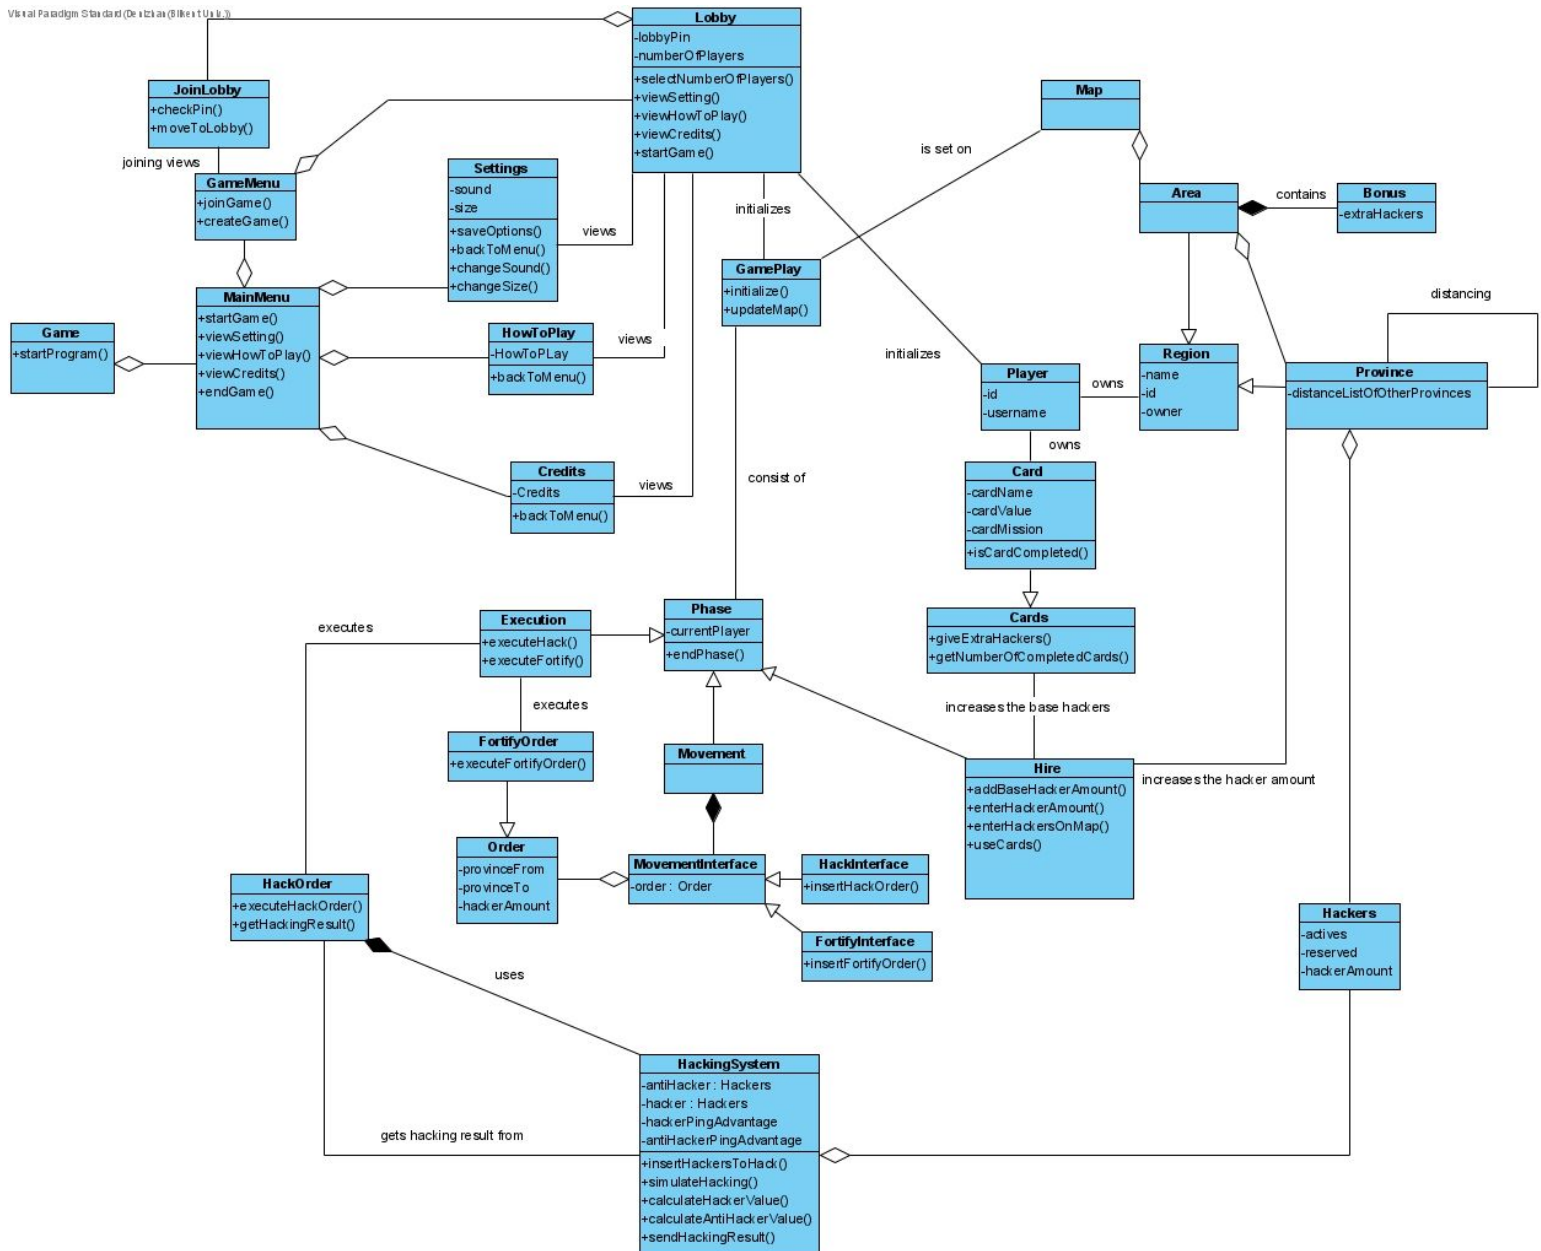 Visual Paradigm Standard (Denizhan (Bilkent Univ.))
Lobby
-lobbyPin
-numberOfPlayers
+selectNumberOfPlayers()
+viewSetting()
+viewHowToPlay()
+viewCredits()
+startGame()
JoinLobby
+checkPin()
+moveToLobby()
joining views
GameMenu
+joinGame()
+createGame()
Settings
-sound
-size
+saveOptions()
+backToMenu()
+changeSound()
+changeSize()
views
initializes
Map
is set on
Area
contains
Bonus
-extraHackers
GamePlay
+initialize()
+updateMap()
MainMenu
+startGame()
+viewSetting()
+viewHowToPlay()
+viewCredits()
+endGame()
Game
+startProgram()
HowToPlay
-HowToPLay
+backToMenu()
views
initializes
distancing
Region
-name
-id
-owner
Province
-distanceListOfOtherProvinces
Player
-id
-username
owns
owns
Credits
-Credits
+backToMenu()
views
consist of
Card
-cardName
-cardValue
-cardMission
+isCardCompleted()
Cards
+giveExtraHackers()
+getNumberOfCompletedCards()
increases the base hackers
Phase
-currentPlayer
+endPhase()
Execution
+executeHack()
+executeFortify()
executes
executes
FortifyOrder
+executeFortifyOrder()
Movement
Hire
+addBaseHackerAmount()
+enterHackerAmount()
+enterHackersOnMap()
+useCards()
increases the hacker amount
Order
-provinceFrom
-provinceTo
-hackerAmount
MovementInterface
-order : Order
HackInterface
+insertHackOrder()
FortifyInterface
+insertFortifyOrder()
HackOrder
+executeHackOrder()
+getHackingResult()
Hackers
-actives
-reserved
-hackerAmount
uses
gets hacking result from
HackingSystem
-antiHacker : Hackers
-hacker : Hackers
-hackerPingAdvantage
-antiHackerPingAdvantage
+insertHackersToHack()
+simulateHacking()
+calculateHackerValue()
+calculateAntiHackerValue()
+sendHackingResult()